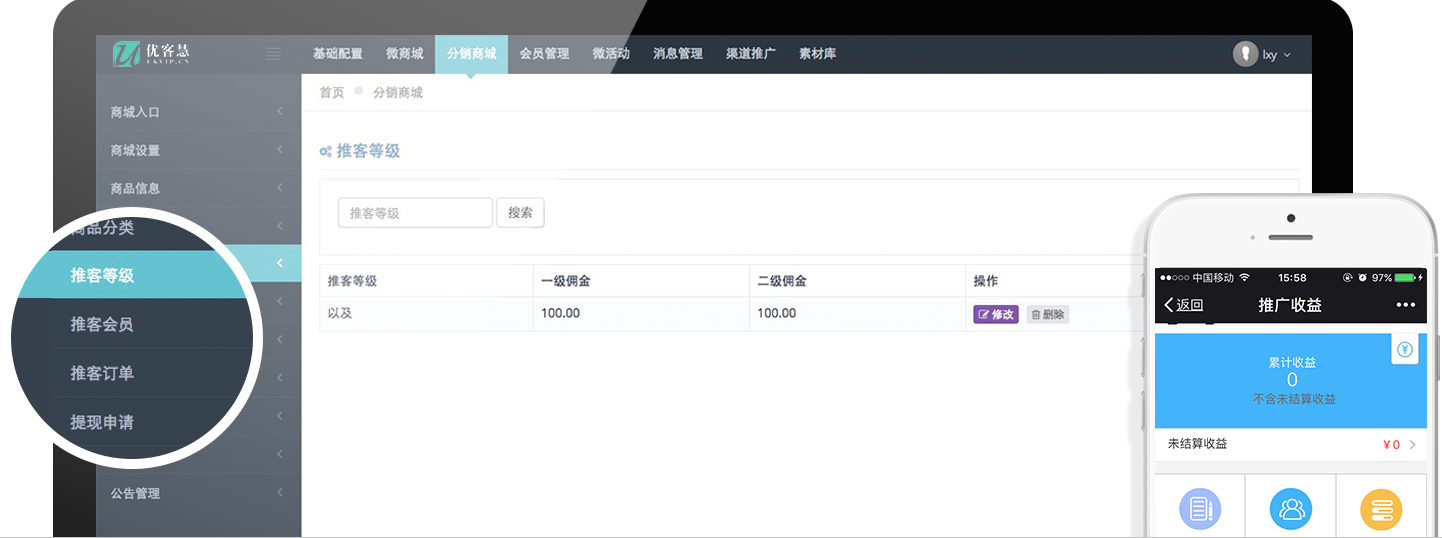 优客慧
UKVIP.CN
基础配置 微商城 分销商城 会员管理 微活动 消息管理 渠道推广 素材库
lxy
首页 分销商城
商城入口
商城设置
商品信息
商品分类
推客等级
推客会员
推客订单
提现申请
公告管理
推客等级
推客等级 搜索
推客等级 一级佣金 二级佣金 操作
以及 100.00 100.00 修改 删除
中国移动 15:58 97%
返回 推广收益
累计收益
0
不含未结算收益
未结算收益 ¥0